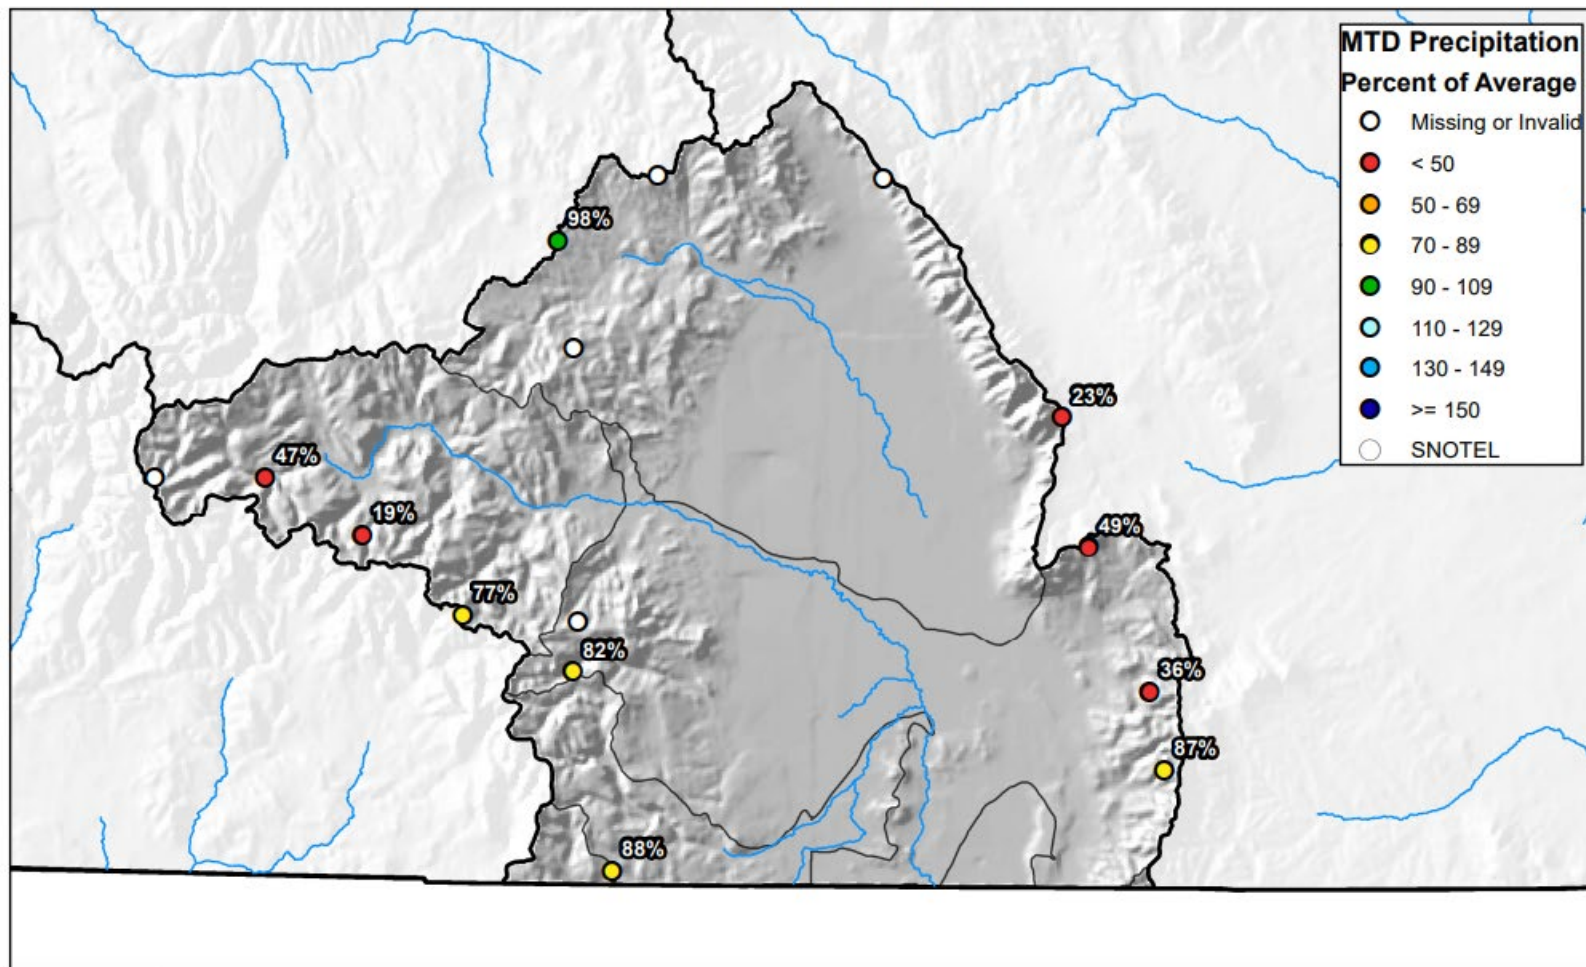 MTD Precipitation
Percent of Average
Missing or Invalid
< 50
50 - 69
70 - 89
90 - 109
110 - 129
130 - 149
>= 150
SNOTEL
98%
23%
47%
19%
49%
77%
82%
36%
87%
88%